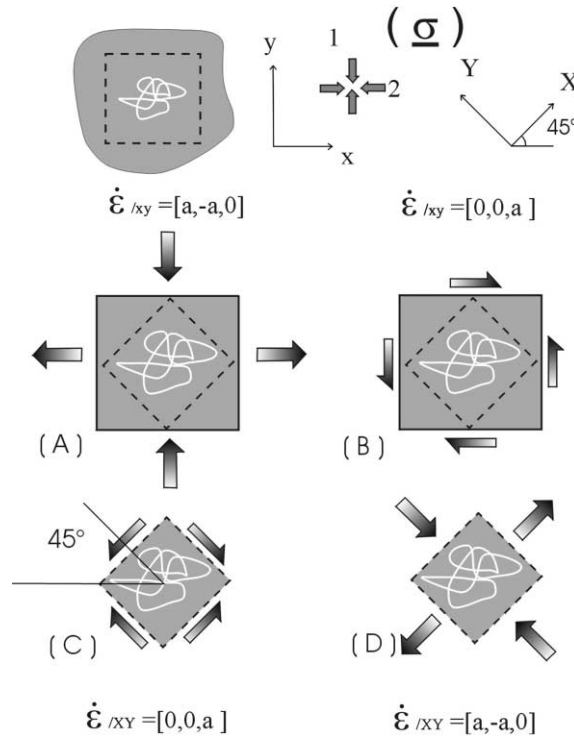 ( σ )
y
1
2
x
Y
X
45°
ε̇ /xy =[a,-a,0]
ε̇ /xy =[0,0,a ]
( A )
( B )
45°
( C )
( D )
ε̇ /XY =[0,0,a ]
ε̇ /XY =[a,-a,0]